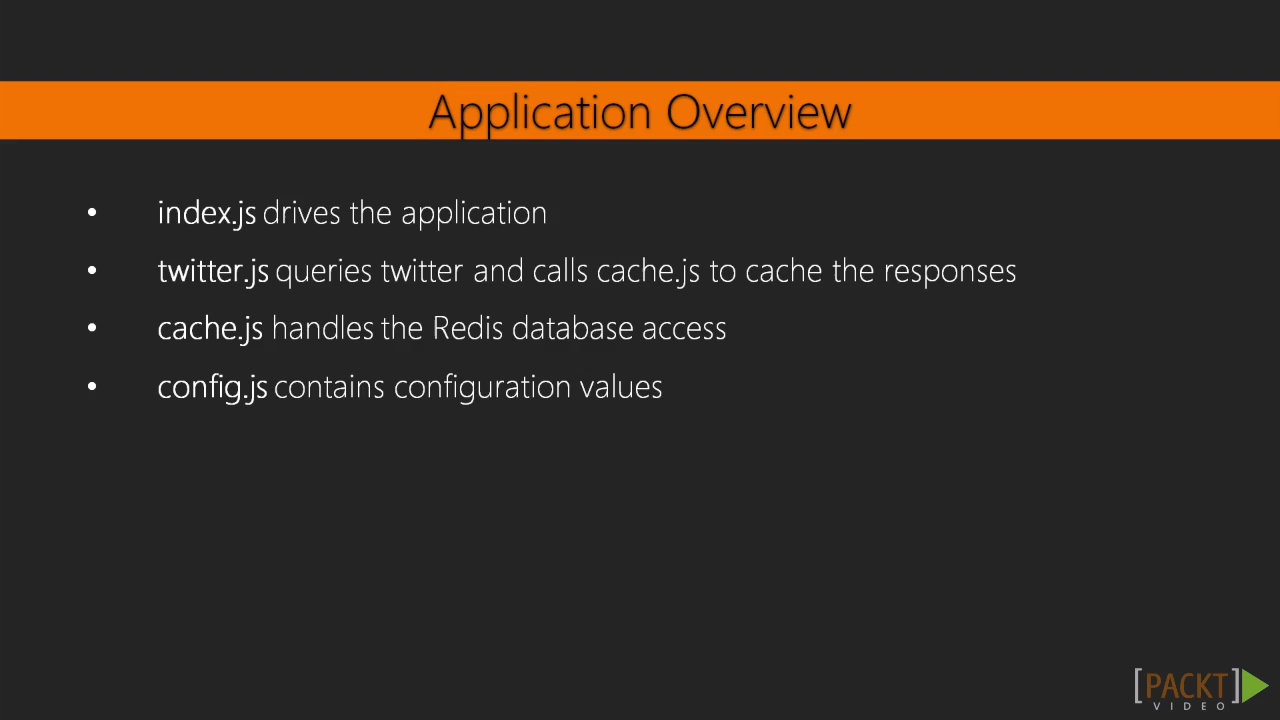 Application Overview
• index.js drives the application
• twitter.js queries twitter and calls cache.js to cache the responses
• cache.js handles the Redis database access
• config.js contains configuration values
[PACKT]
VIDEO